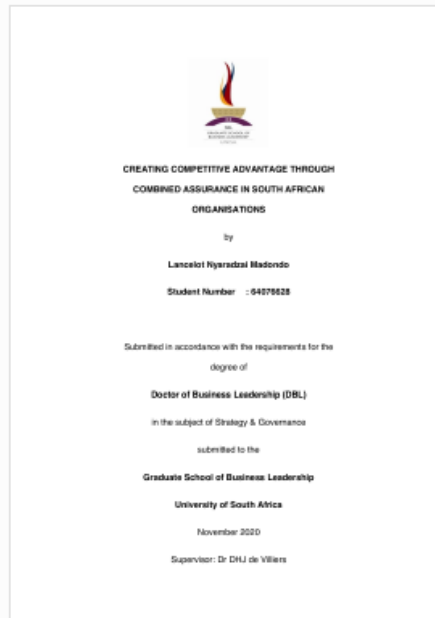 CREATING COMPETITIVE ADVANTAGE THROUGH
COMBINED ASSURANCE IN SOUTH AFRICAN
ORGANISATIONS
by
Lancelot Nyaradzai Madondo
Student Number : 64076628
Submitted in accordance with the requirements for the
degree of
Doctor of Business Leadership (DBL)
in the subject of Strategy & Governance
submitted to the
Graduate School of Business Leadership
University of South Africa
November 2020
Supervisor: Dr DHJ de Villiers